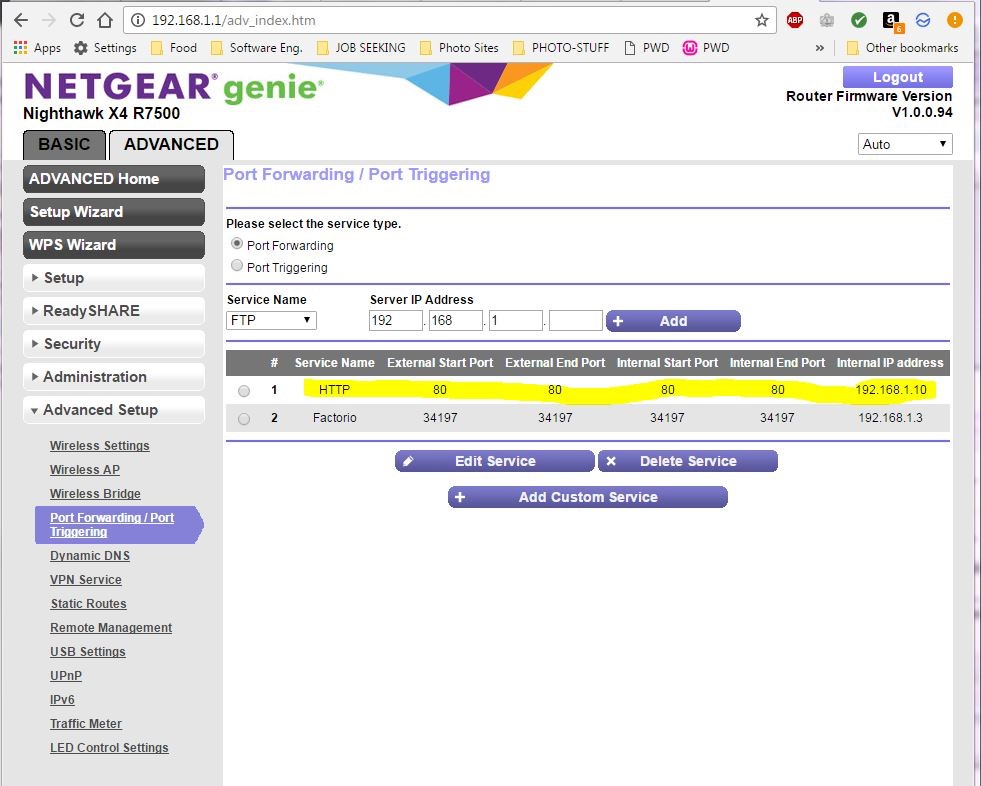 192.168.1.1/adv_index.htm
ABP
a
6
Apps Settings Food Software Eng. JOB SEEKING Photo Sites PHOTO-STUFF PWD PWD » Other bookmarks
NETGEAR® genie®
Nighthawk X4 R7500
Logout
Router Firmware Version
V1.0.0.94
BASIC ADVANCED
Auto
ADVANCED Home
Setup Wizard
WPS Wizard
Setup
ReadySHARE
Security
Administration
Advanced Setup
Wireless Settings
Wireless AP
Wireless Bridge
Port Forwarding / Port
Triggering
Dynamic DNS
VPN Service
Static Routes
Remote Management
USB Settings
UPnP
IPv6
Traffic Meter
LED Control Settings
Port Forwarding / Port Triggering
Please select the service type.
Port Forwarding
Port Triggering
Service Name Server IP Address
FTP 192 . 168 . 1 . + Add
# Service Name External Start Port External End Port Internal Start Port Internal End Port Internal IP address
1 HTTP 80 80 80 80 192.168.1.10
2 Factorio 34197 34197 34197 34197 192.168.1.3
Edit Service × Delete Service
+ Add Custom Service